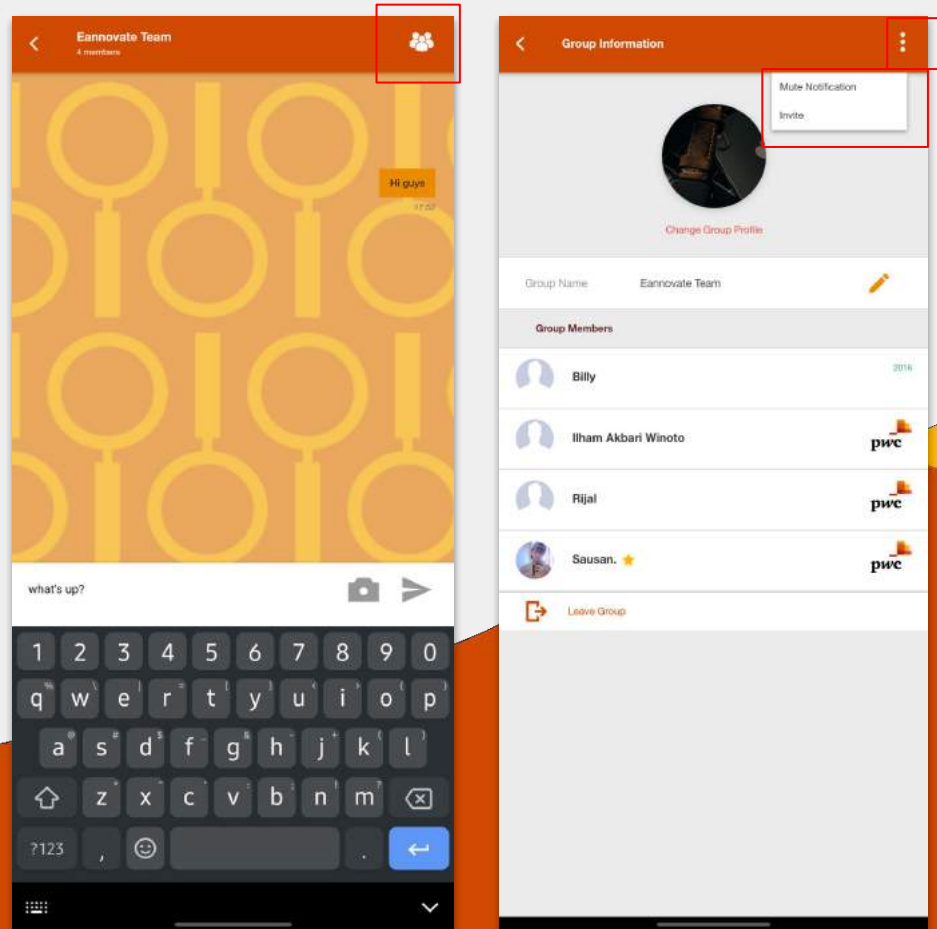 Eannovate Team
4 members
Hi guys
17:52
what's up?
1 2 3 4 5 6 7 8 9 0
q w e r t y u i o p
% \ | = [ ] < > { }
a s d f g h j k l
@ # $ - & - + ( )
z x c v b n m
* " ' : ; ! ?
?123 , .
Group Information
Mute Notification
Invite
Change Group Profile
Group Name Eannovate Team
Group Members
Billy 2016
Ilham Akbari Winoto pwc
Rijal pwc
Sausan. pwc
Leave Group